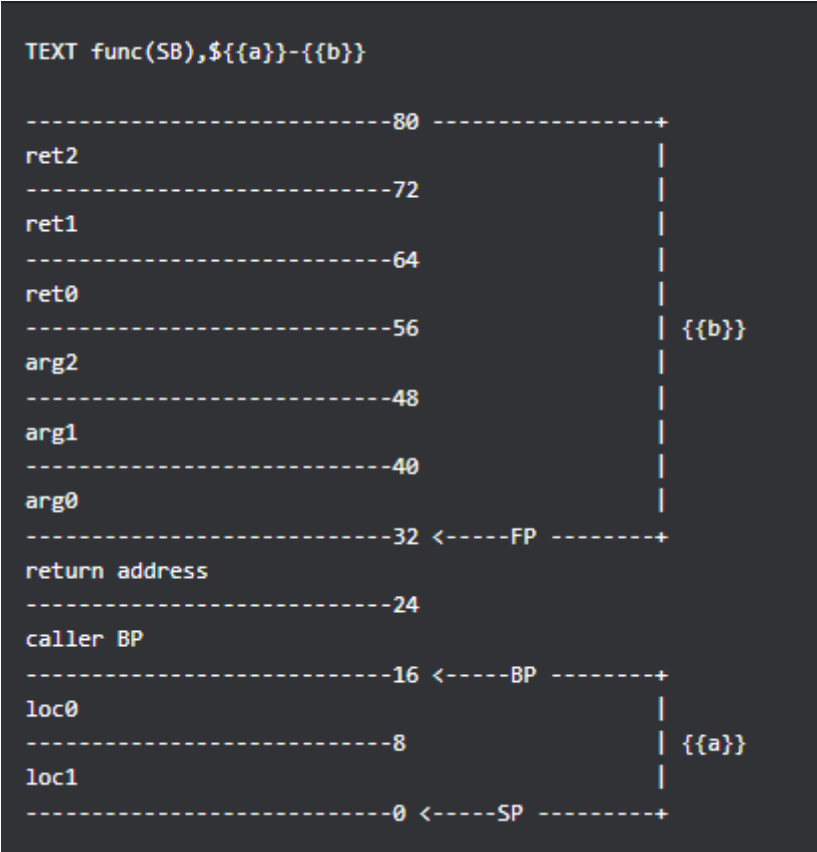 TEXT func(SB),${{a}}-{{b}}
----------------------------80 -----------------+
ret2                                            |
----------------------------72                  |
ret1                                            |
----------------------------64                  |
ret0                                            |
----------------------------56                  | {{b}}
arg2                                            |
----------------------------48                  |
arg1                                            |
----------------------------40                  |
arg0                                            |
----------------------------32 <-----FP --------+
return address
----------------------------24
caller BP
----------------------------16 <-----BP --------+
loc0                                            |
----------------------------8                   | {{a}}
loc1                                            |
----------------------------0 <-----SP ---------+